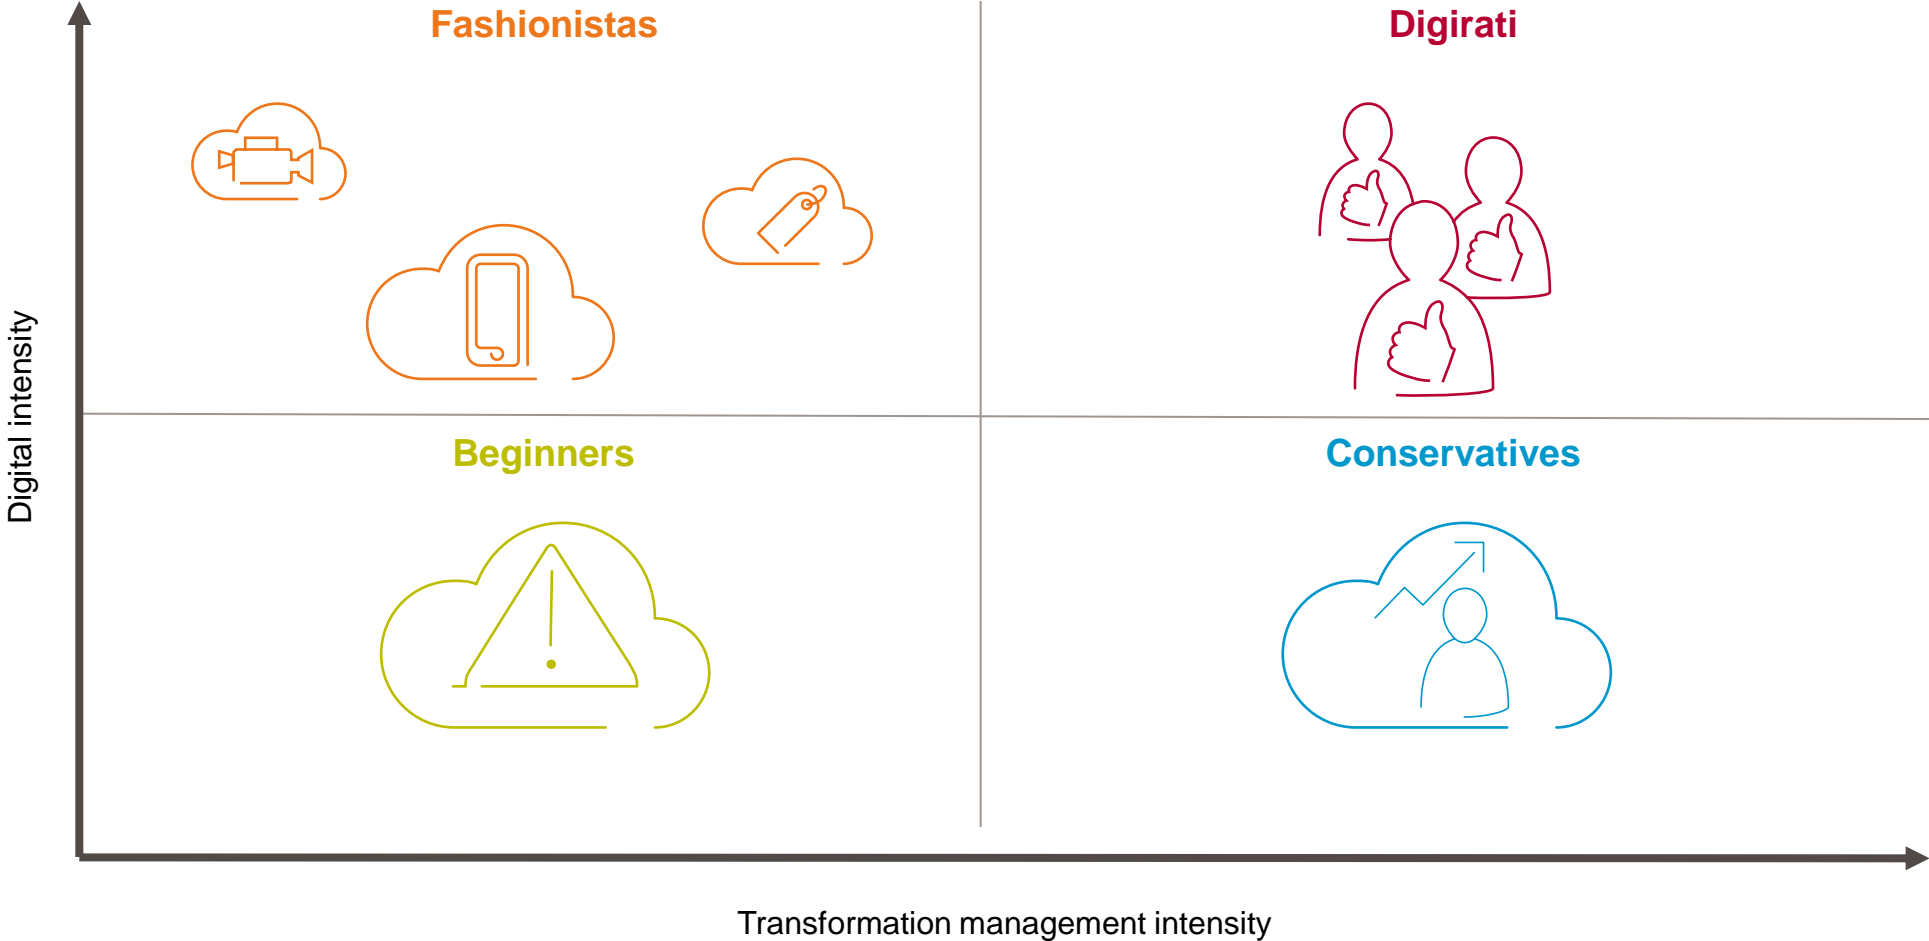 Fashionistas
Digirati
Digital intensity
Beginners
Conservatives
Transformation management intensity